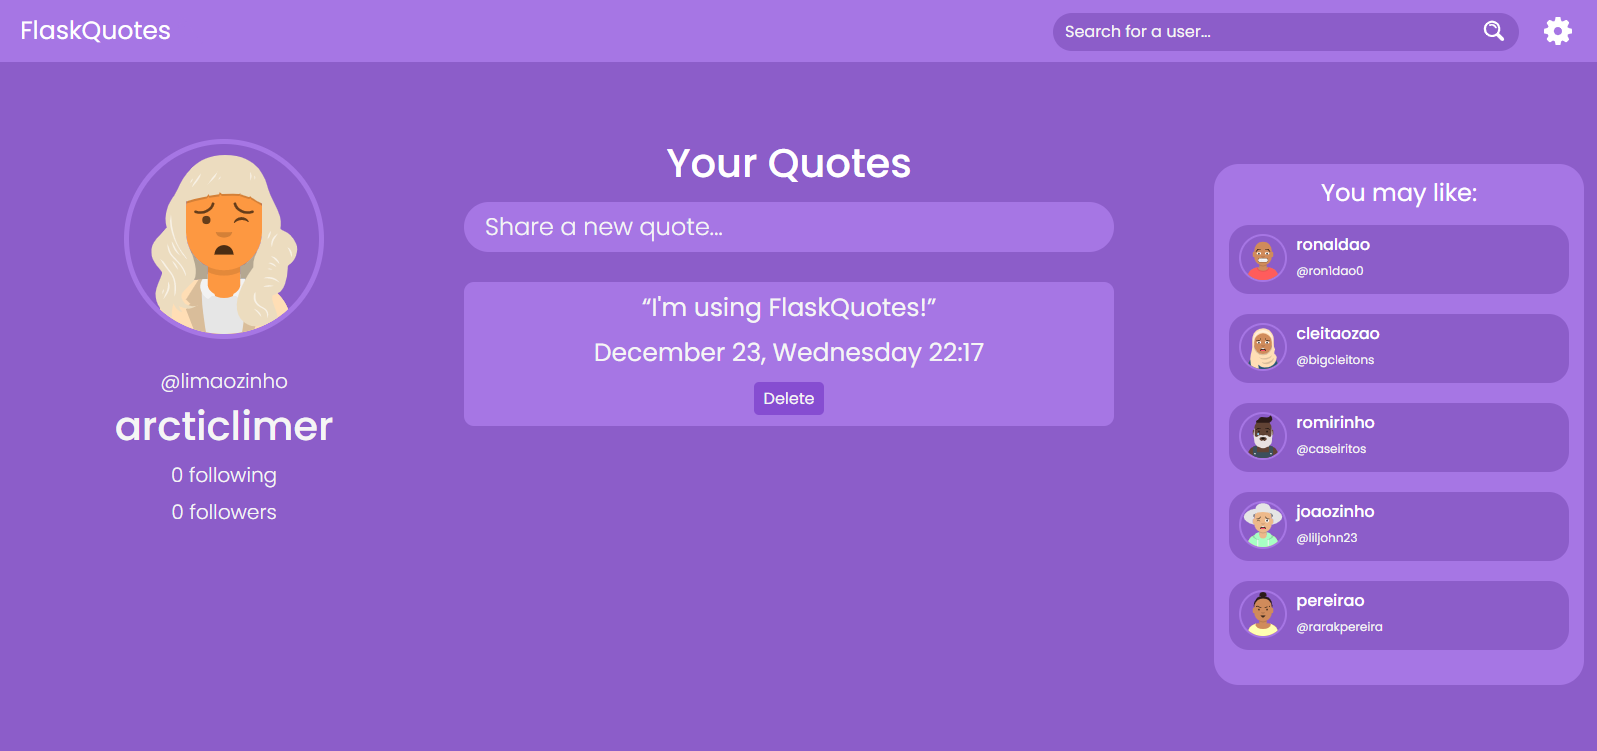 FlaskQuotes
Search for a user...
@limaozinho
arcticlimer
0 following
0 followers
Your Quotes
Share a new quote...
“I'm using FlaskQuotes!”
December 23, Wednesday 22:17
Delete
You may like:
ronaldao
@ron1dao0
cleitaozao
@bigcleitons
romirinho
@caseiritos
joaozinho
@liljohn23
pereirao
@rarakpereira